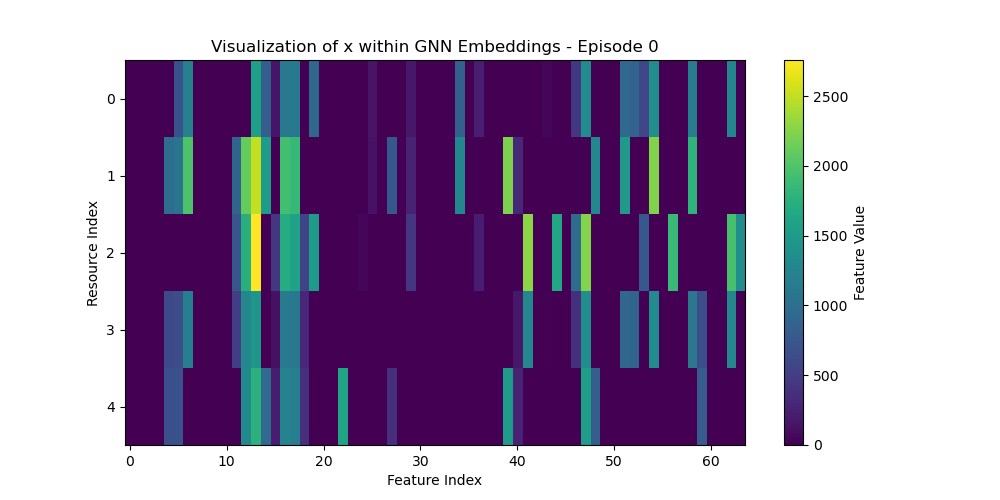 Visualization of x within GNN Embeddings - Episode 0
Resource Index
0
1
2
3
4
0 10 20 30 40 50 60
Feature Index
2500
2000
1500
1000
500
0
Feature Value